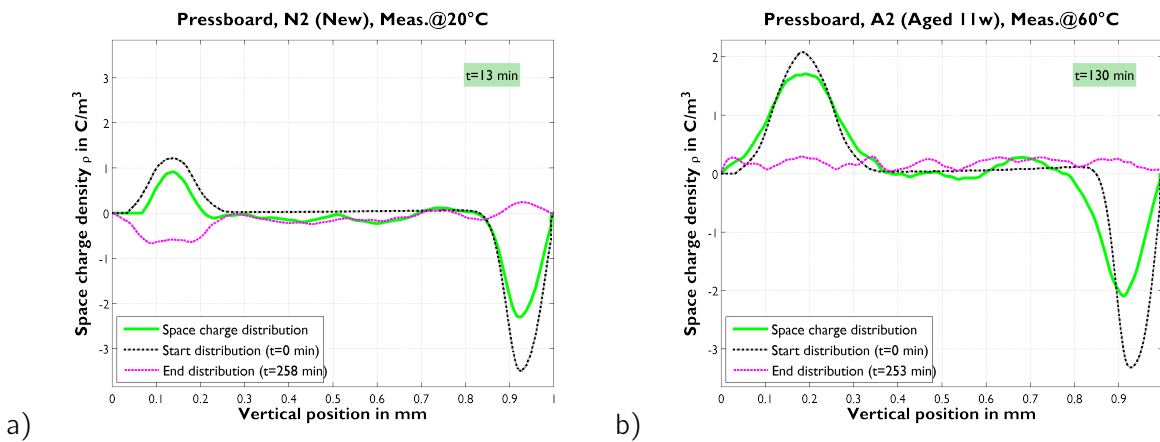 Pressboard, N2 (New), Meas.@20°C
t=13 min
Space charge density ρ in C/m³
3
2
1
0
-1
-2
-3
Space charge distribution
Start distribution (t=0 min)
End distribution (t=258 min)
0 0.1 0.2 0.3 0.4 0.5 0.6 0.7 0.8 0.9 1
Vertical position in mm
a)
Pressboard, A2 (Aged 11w), Meas.@60°C
t=130 min
Space charge density ρ in C/m³
2
1
0
-1
-2
-3
Space charge distribution
Start distribution (t=0 min)
End distribution (t=253 min)
0 0.1 0.2 0.3 0.4 0.5 0.6 0.7 0.8 0.9 1
Vertical position in mm
b)